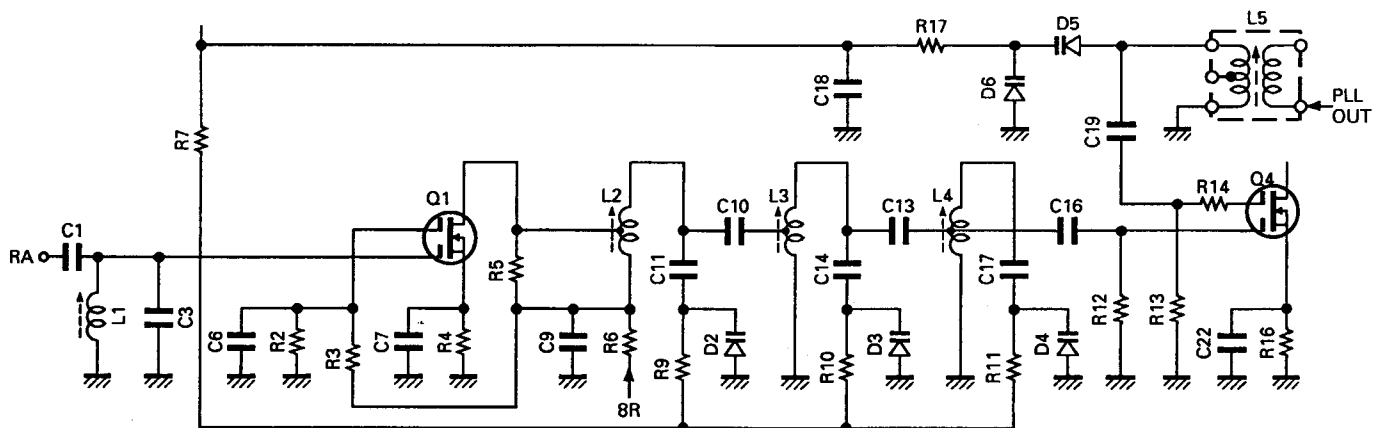 L5
R17
D5
C18
D6
PLL
OUT
R7
C19
Q1
L2
C10
L3
C13
L4
C16
R14
Q4
C1
RA
R5
C11
C14
C17
L1
C3
C6
R2
R3
C7
R4
C9
R6
R9
D2
R10
D3
R11
D4
R12
R13
C22
R16
8R